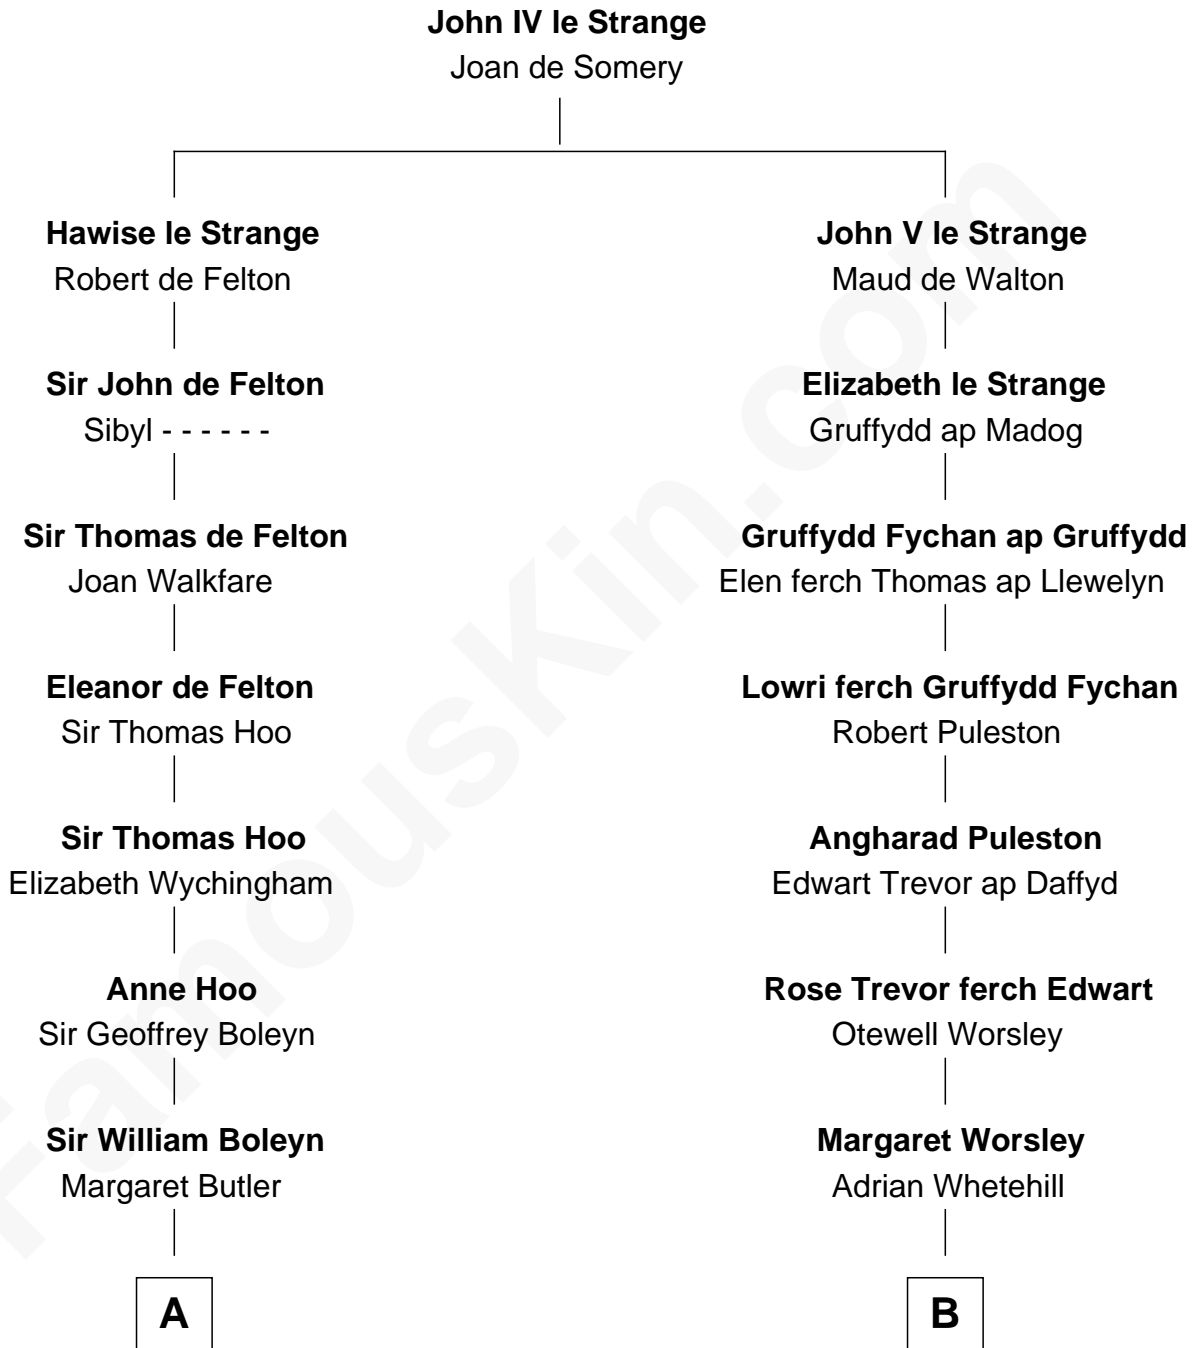 John IV le Strange
Joan de Somery
Hawise le Strange
Robert de Felton
John V le Strange
Maud de Walton
Sir John de Felton
Sibyl - - - - - -
Elizabeth le Strange
Gruffydd ap Madog
Sir Thomas de Felton
Joan Walkfare
Gruffydd Fychan ap Gruffydd
Elen ferch Thomas ap Llewelyn
Eleanor de Felton
Sir Thomas Hoo
Lowri ferch Gruffydd Fychan
Robert Puleston
Sir Thomas Hoo
Elizabeth Wychingham
Angharad Puleston
Edwart Trevor ap Daffyd
Anne Hoo
Sir Geoffrey Boleyn
Rose Trevor ferch Edwart
Otewell Worsley
Sir William Boleyn
Margaret Butler
Margaret Worsley
Adrian Whetehill
A
B
FamousKin.com